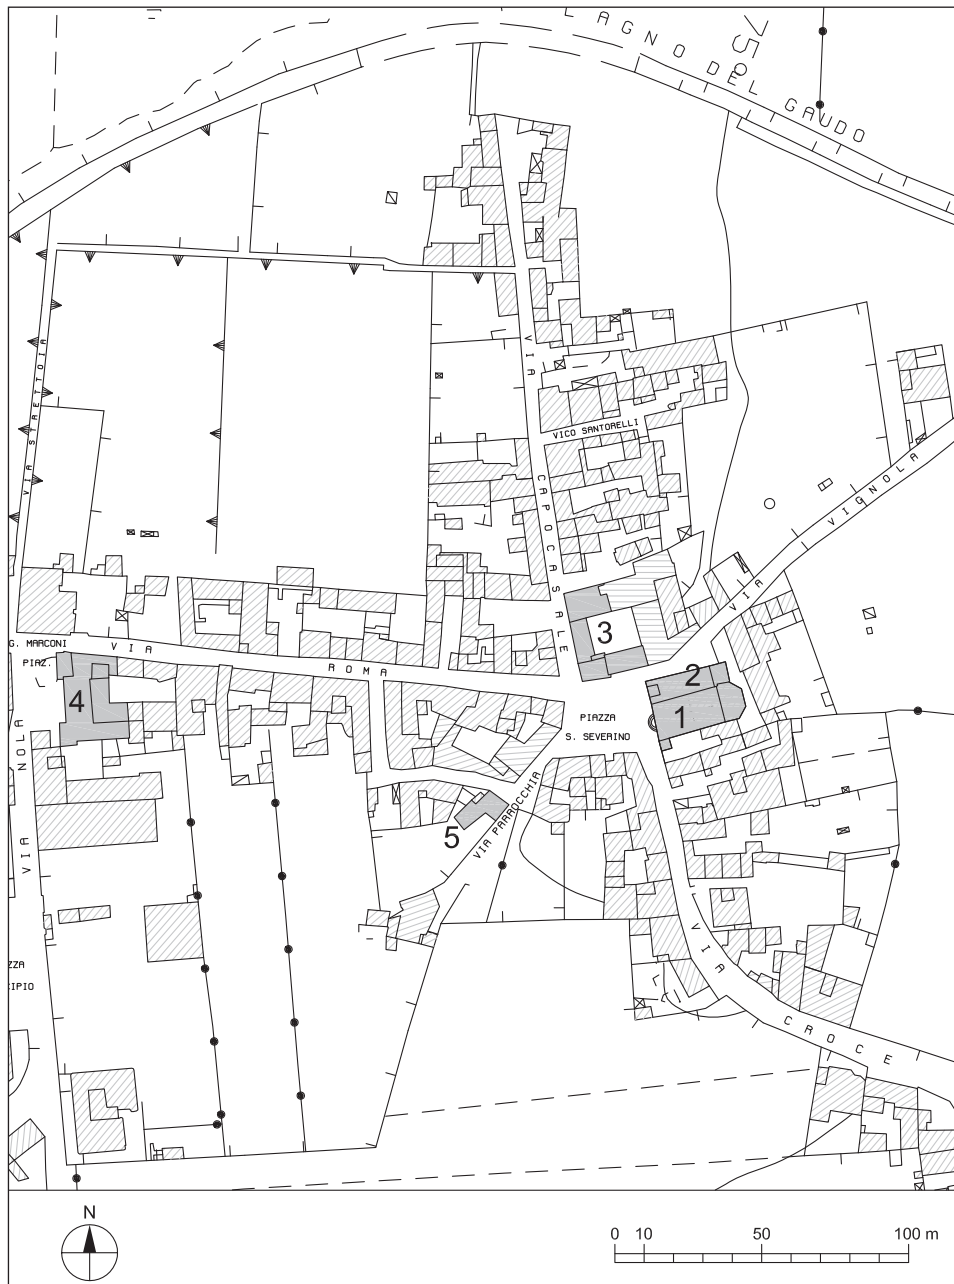 LAGNO DEL GAUDO
75
VIA STRETTOIA
VIA CAPOCASALE
VICO SANTORELLI
VIA VIGNOLA
G. MARCONI
PIAZ.
VIA ROMA
3
4
2
1
PIAZZA
S. SEVERINO
VIA NOLA
5
VIA PARROCCHIA
ZZA
CIPIO
VIA CROCE
N
0 10 50 100 m